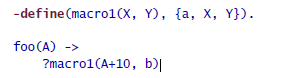 -define(macro1(X, Y), {a, X, Y}).
foo(A) ->
?macro1(A+10, b)